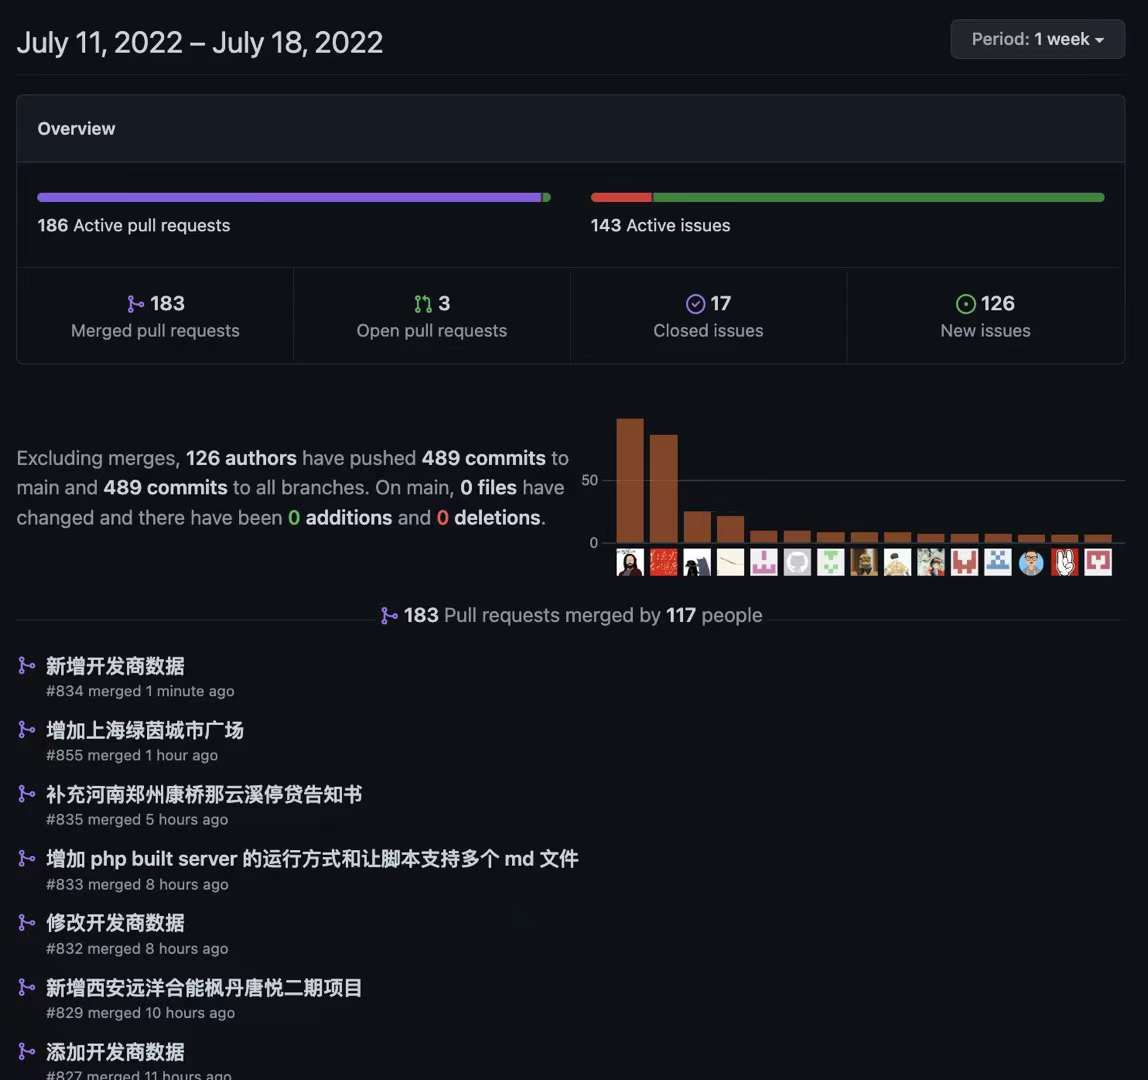 July 11, 2022 – July 18, 2022
Period: 1 week
Overview
186 Active pull requests
143 Active issues
183
Merged pull requests
3
Open pull requests
17
Closed issues
126
New issues
Excluding merges, 126 authors have pushed 489 commits to
main and 489 commits to all branches. On main, 0 files have
changed and there have been 0 additions and 0 deletions.
50
0
183 Pull requests merged by 117 people
新增开发商数据
#834 merged 1 minute ago
增加上海绿茵城市广场
#855 merged 1 hour ago
补充河南郑州康桥那云溪停贷告知书
#835 merged 5 hours ago
增加 php built server 的运行方式和让脚本支持多个 md 文件
#833 merged 8 hours ago
修改开发商数据
#832 merged 8 hours ago
新增西安远洋合能枫丹唐悦二期项目
#829 merged 10 hours ago
添加开发商数据
#827 merged 11 hours ago